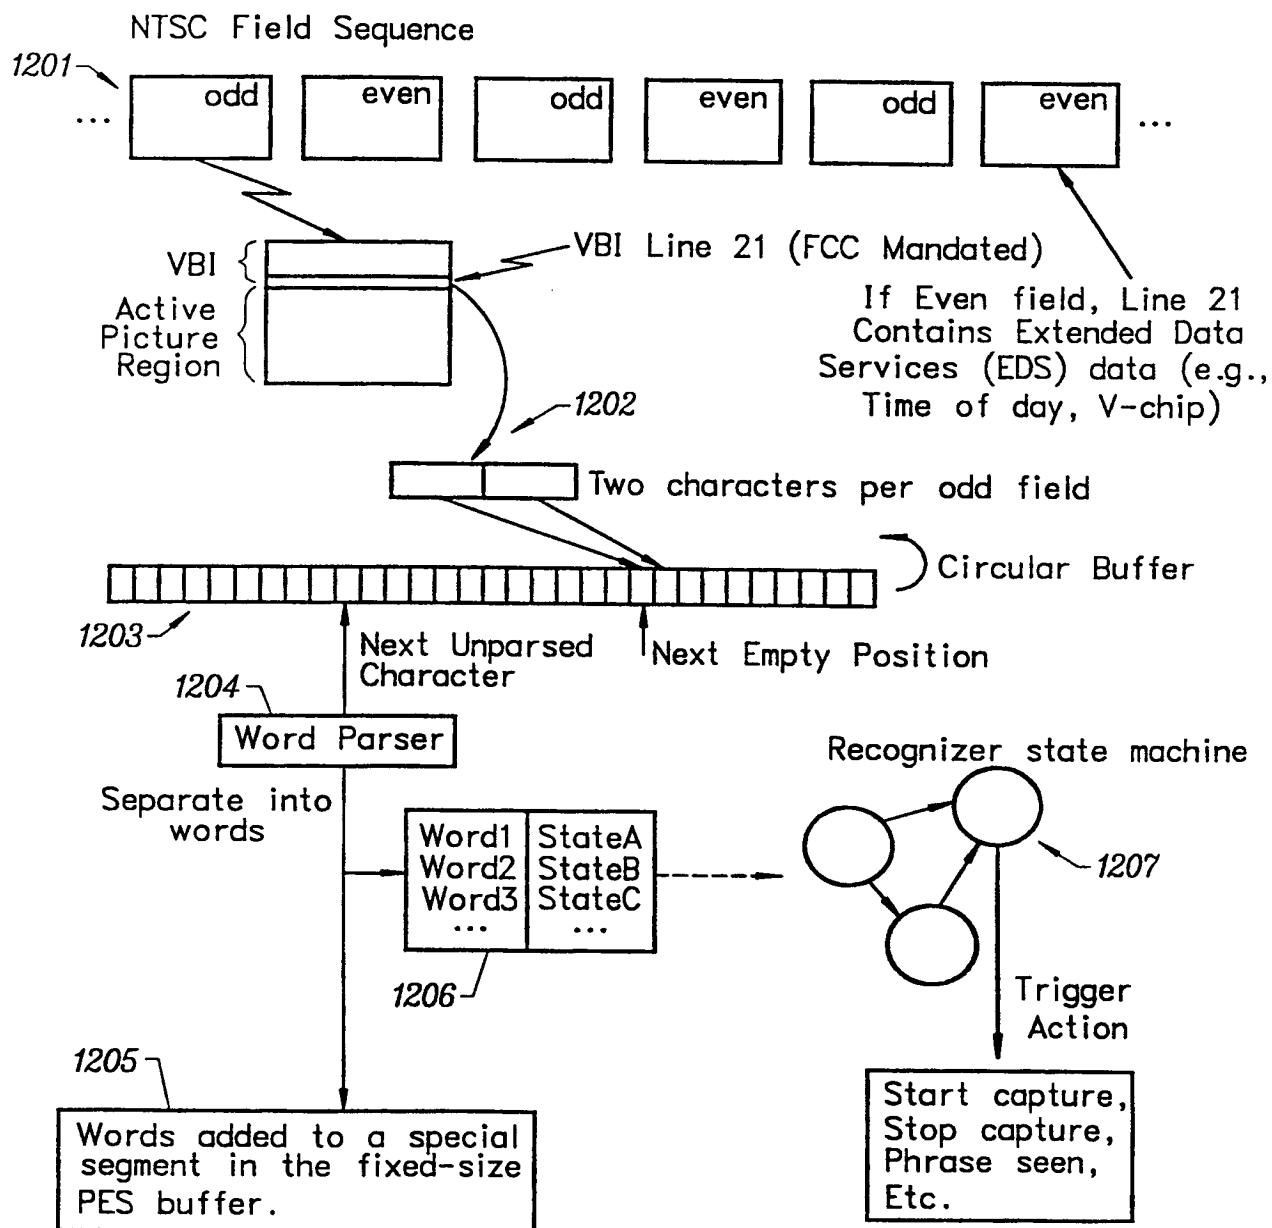 NTSC Field Sequence
1201
odd
even
odd
even
odd
even
...
...
VBI
VBI Line 21 (FCC Mandated)
Active
Picture
Region
If Even field, Line 21
Contains Extended Data
Services (EDS) data (e.g.,
Time of day, V-chip)
1202
Two characters per odd field
Circular Buffer
1203
Next Unparsed
Character
Next Empty Position
1204
Word Parser
Recognizer state machine
Separate into
words
Word1 StateA
Word2 StateB
Word3 StateC
... ...
1207
1206
Trigger
Action
1205
Words added to a special
segment in the fixed-size
PES buffer.
Start capture,
Stop capture,
Phrase seen,
Etc.